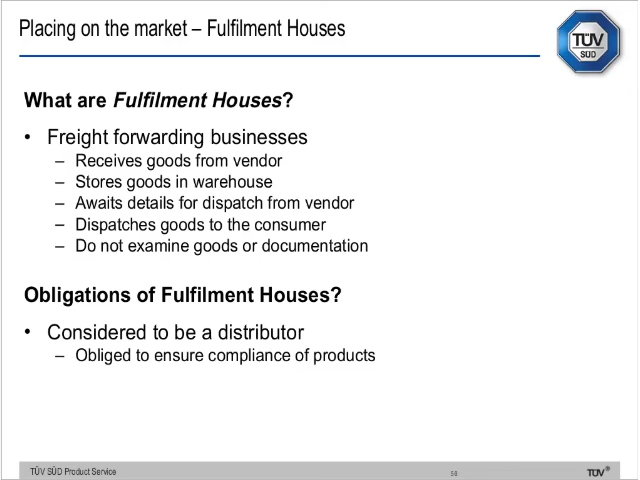 Placing on the market – Fulfilment Houses
TÜV
SÜD
What are Fulfilment Houses?
• Freight forwarding businesses
– Receives goods from vendor
– Stores goods in warehouse
– Awaits details for dispatch from vendor
– Dispatches goods to the consumer
– Do not examine goods or documentation
Obligations of Fulfilment Houses?
• Considered to be a distributor
– Obliged to ensure compliance of products
TÜV SÜD Product Service
58
TÜV®